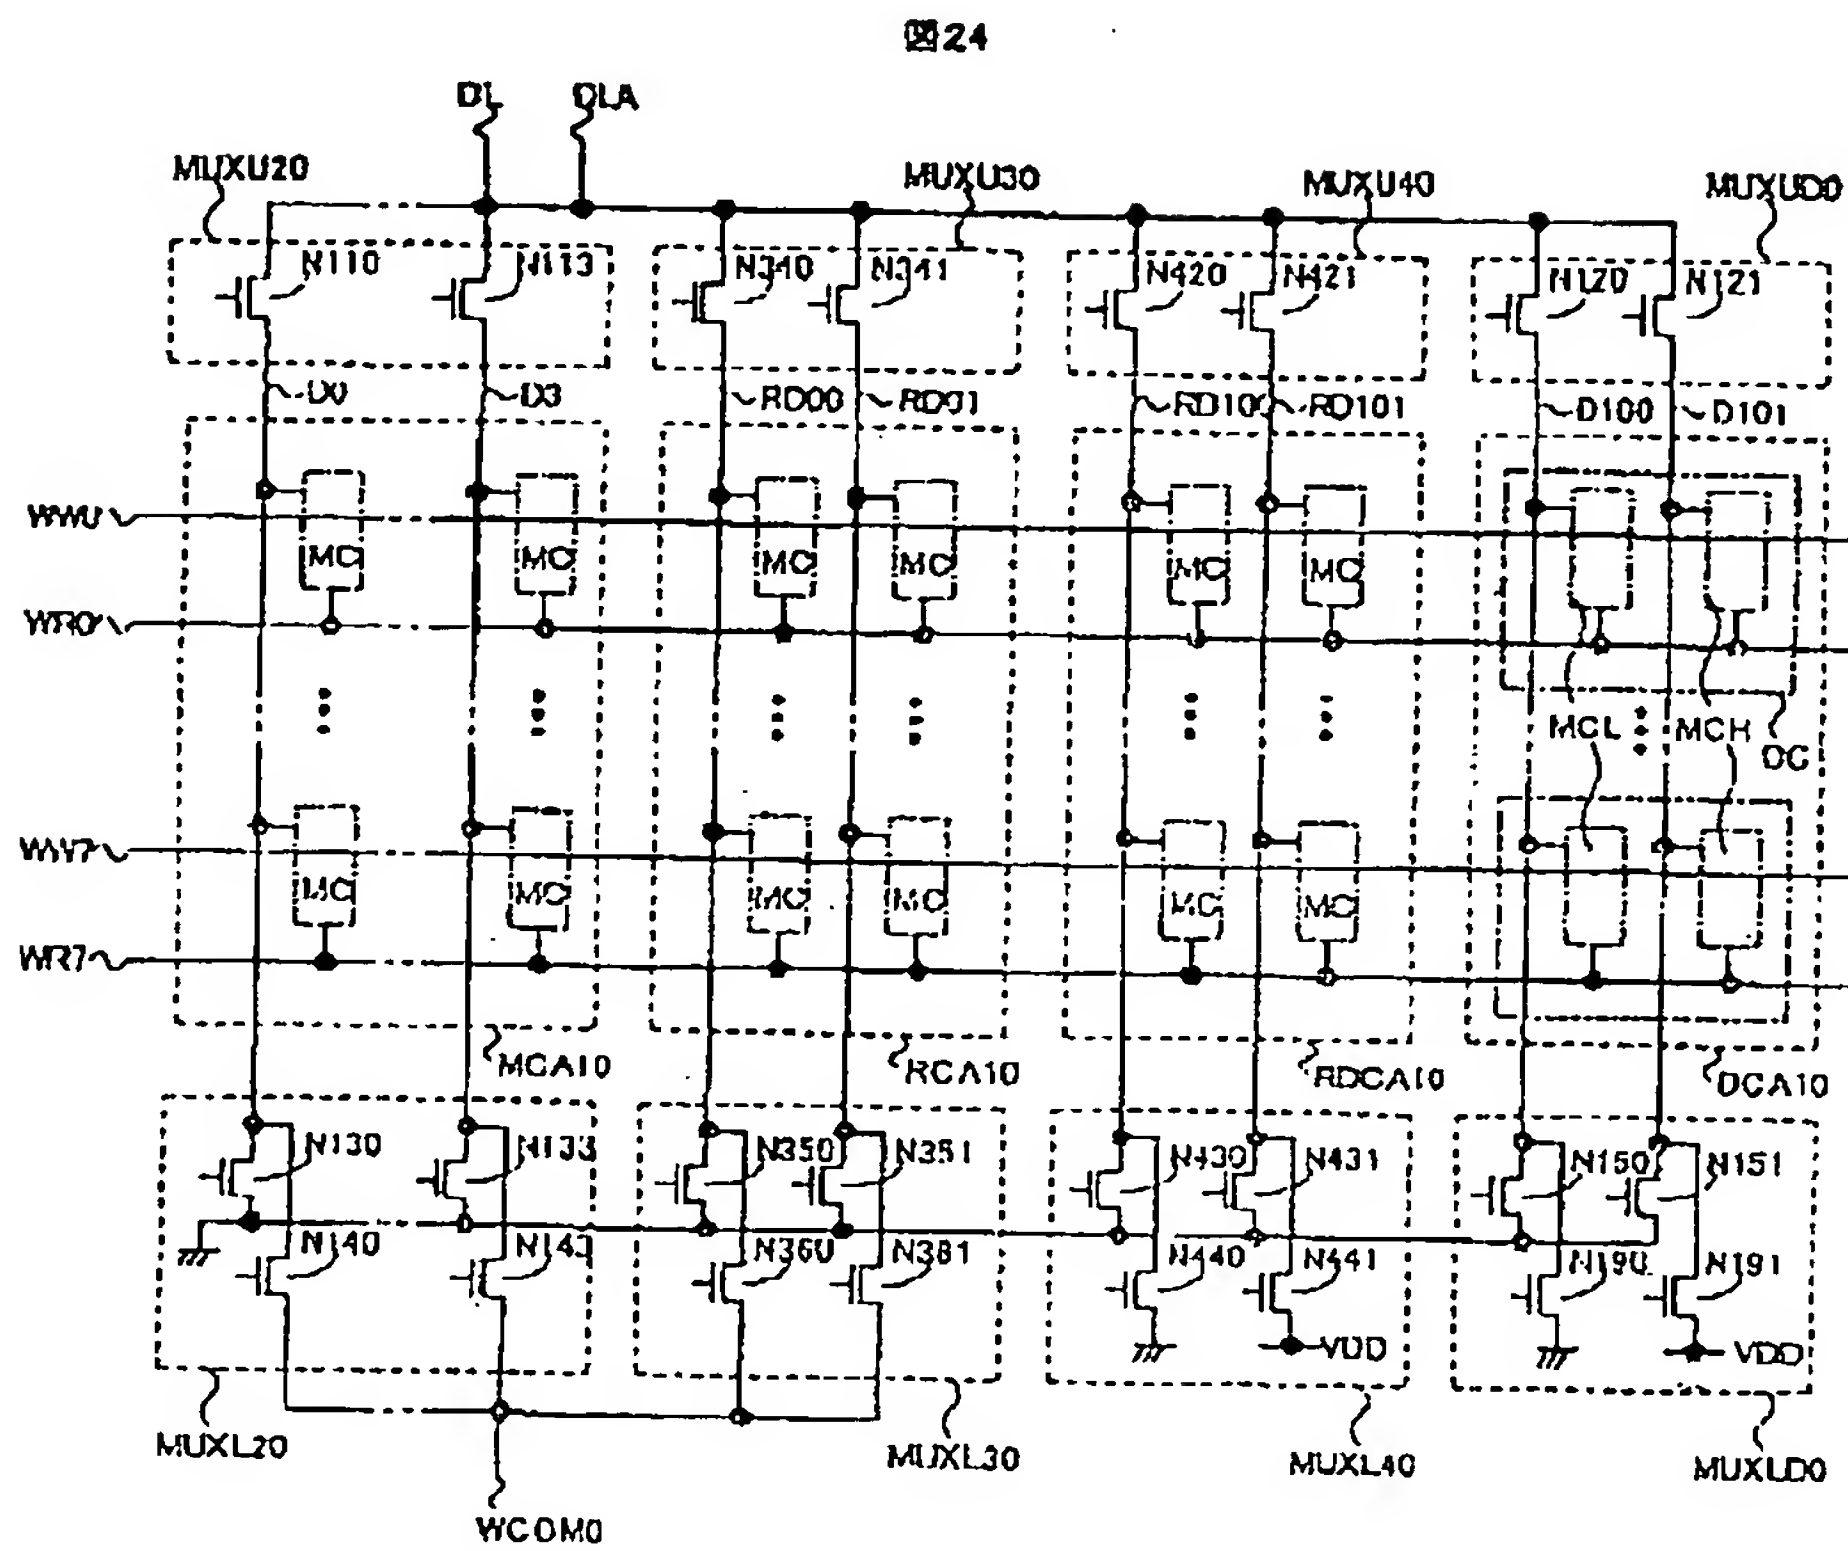 図24
DL DLA
MUXU20 MUXU30 MUXU40 MUXUD0
N110 N113 N340 N341 N420 N421 N120 N121
D0 D3 RD00 RD01 RD100 RD101 D100 D101
WW0 MC MC MC MC MC MC
WR0
MCL MCH DC
WW7 MC MC MC MC MC MC
WR7
MCA10 RCA10 RDCA10 DCA10
N130 N133 N350 N351 N430 N431 N150 N151
N140 N143 N360 N361 N440 N441 N190 N191
VDD VDD
MUXL20 MUXL30 MUXL40 MUXLD0
WCOM0